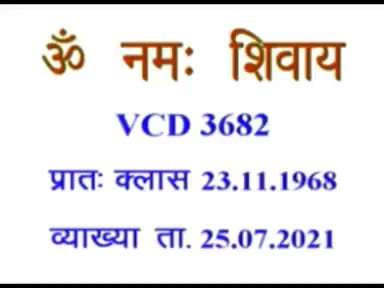 ॐ नमः शिवाय
VCD 3682
प्रातः क्लास 23.11.1968
व्याख्या ता. 25.07.2021